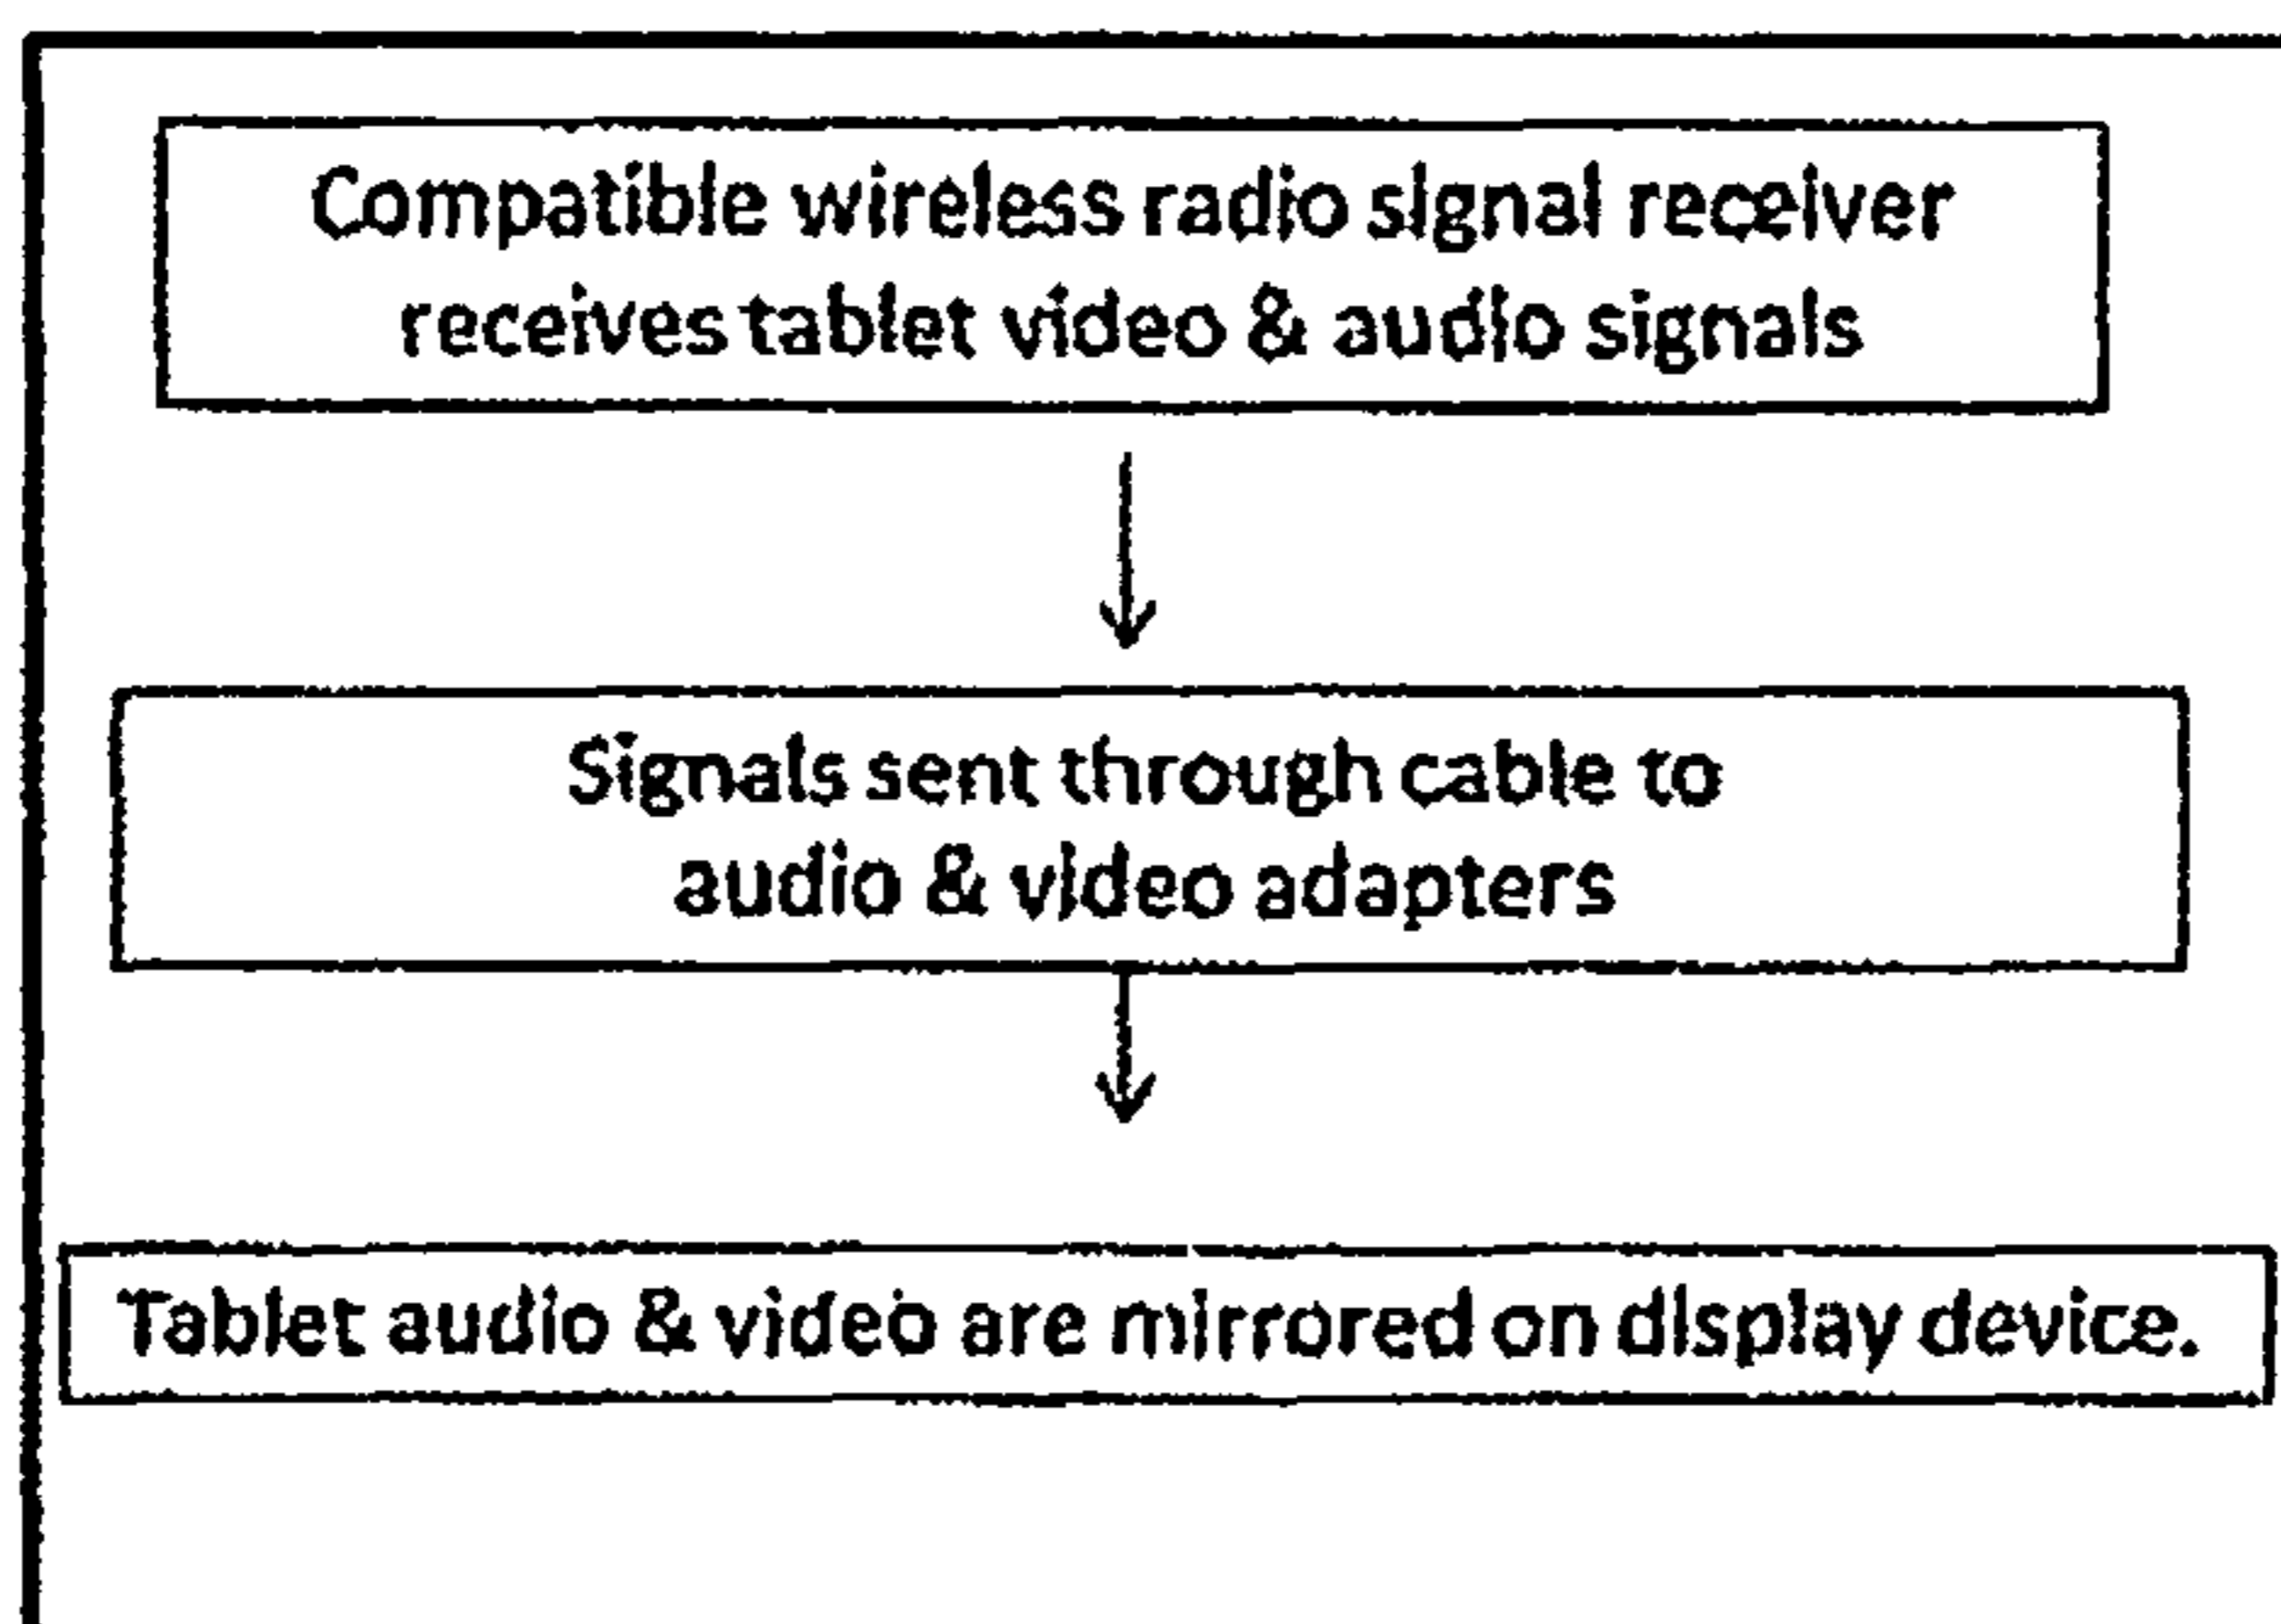 Compatible wireless radio signal receiver
receives tablet video & audio signals
Signals sent through cable to
audio & video adapters
Tablet audio & video are mirrored on display device.